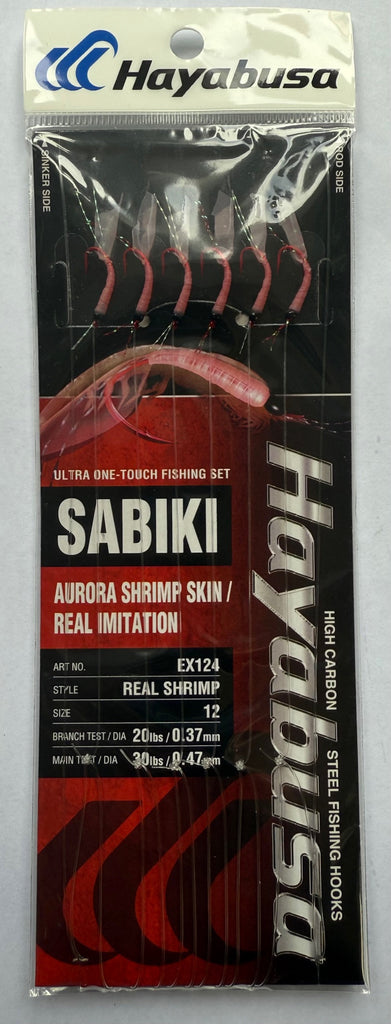 Hayabusa
SINKER SIDE
ROD SIDE
ULTRA ONE-TOUCH FISHING SET
SABIKI
AURORA SHRIMP SKIN /
REAL IMITATION
ART NO. EX124
STYLE REAL SHRIMP
SIZE 12
BRANCH TEST / DIA 20lbs / 0.37mm
MAIN TEST / DIA 30lbs / 0.47mm
Hayabusa
HIGH CARBON STEEL FISHING HOOKS